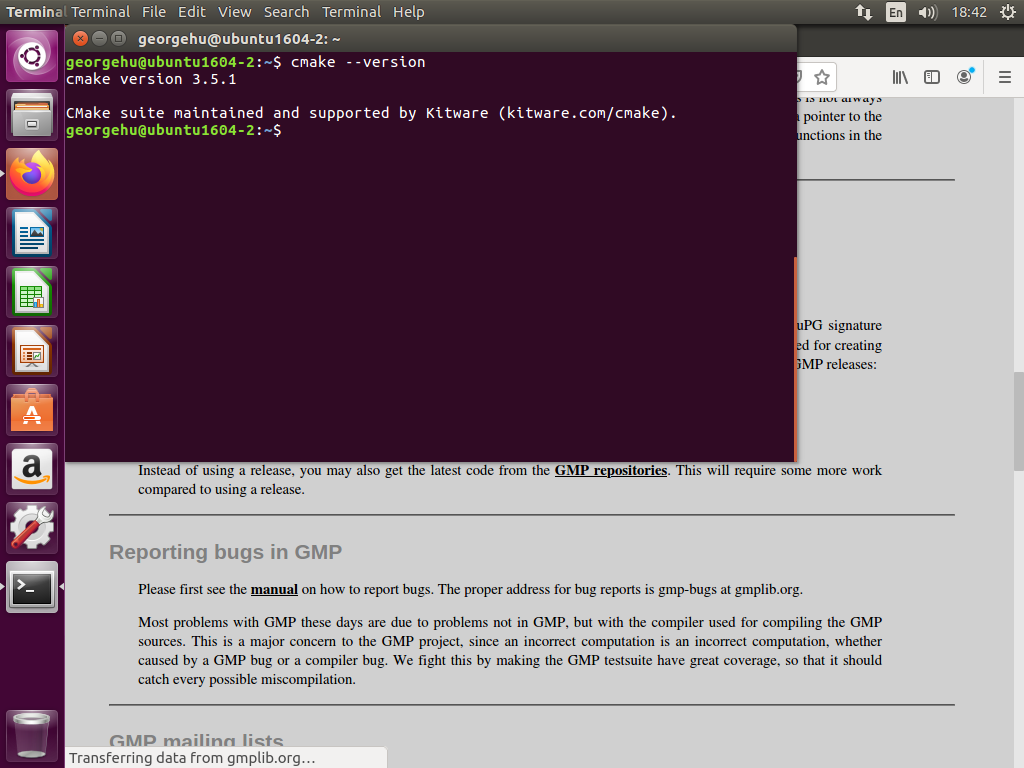 Terminal Terminal File Edit View Search Terminal Help En 18:42
georgehu@ubuntu1604-2: ~
georgehu@ubuntu1604-2:~$ cmake --version
cmake version 3.5.1
CMake suite maintained and supported by Kitware (kitware.com/cmake).
georgehu@ubuntu1604-2:~$
is not always
pointer to the
unctions in the
uPG signature
ed for creating
GMP releases:
Instead of using a release, you may also get the latest code from the GMP repositories. This will require some more work
compared to using a release.
Reporting bugs in GMP
Please first see the manual on how to report bugs. The proper address for bug reports is gmp-bugs at gmplib.org.
Most problems with GMP these days are due to problems not in GMP, but with the compiler used for compiling the GMP
sources. This is a major concern to the GMP project, since an incorrect computation is an incorrect computation, whether
caused by a GMP bug or a compiler bug. We fight this by making the GMP testsuite have great coverage, so that it should
catch every possible miscompilation.
GMP mailing lists
Transferring data from gmplib.org…